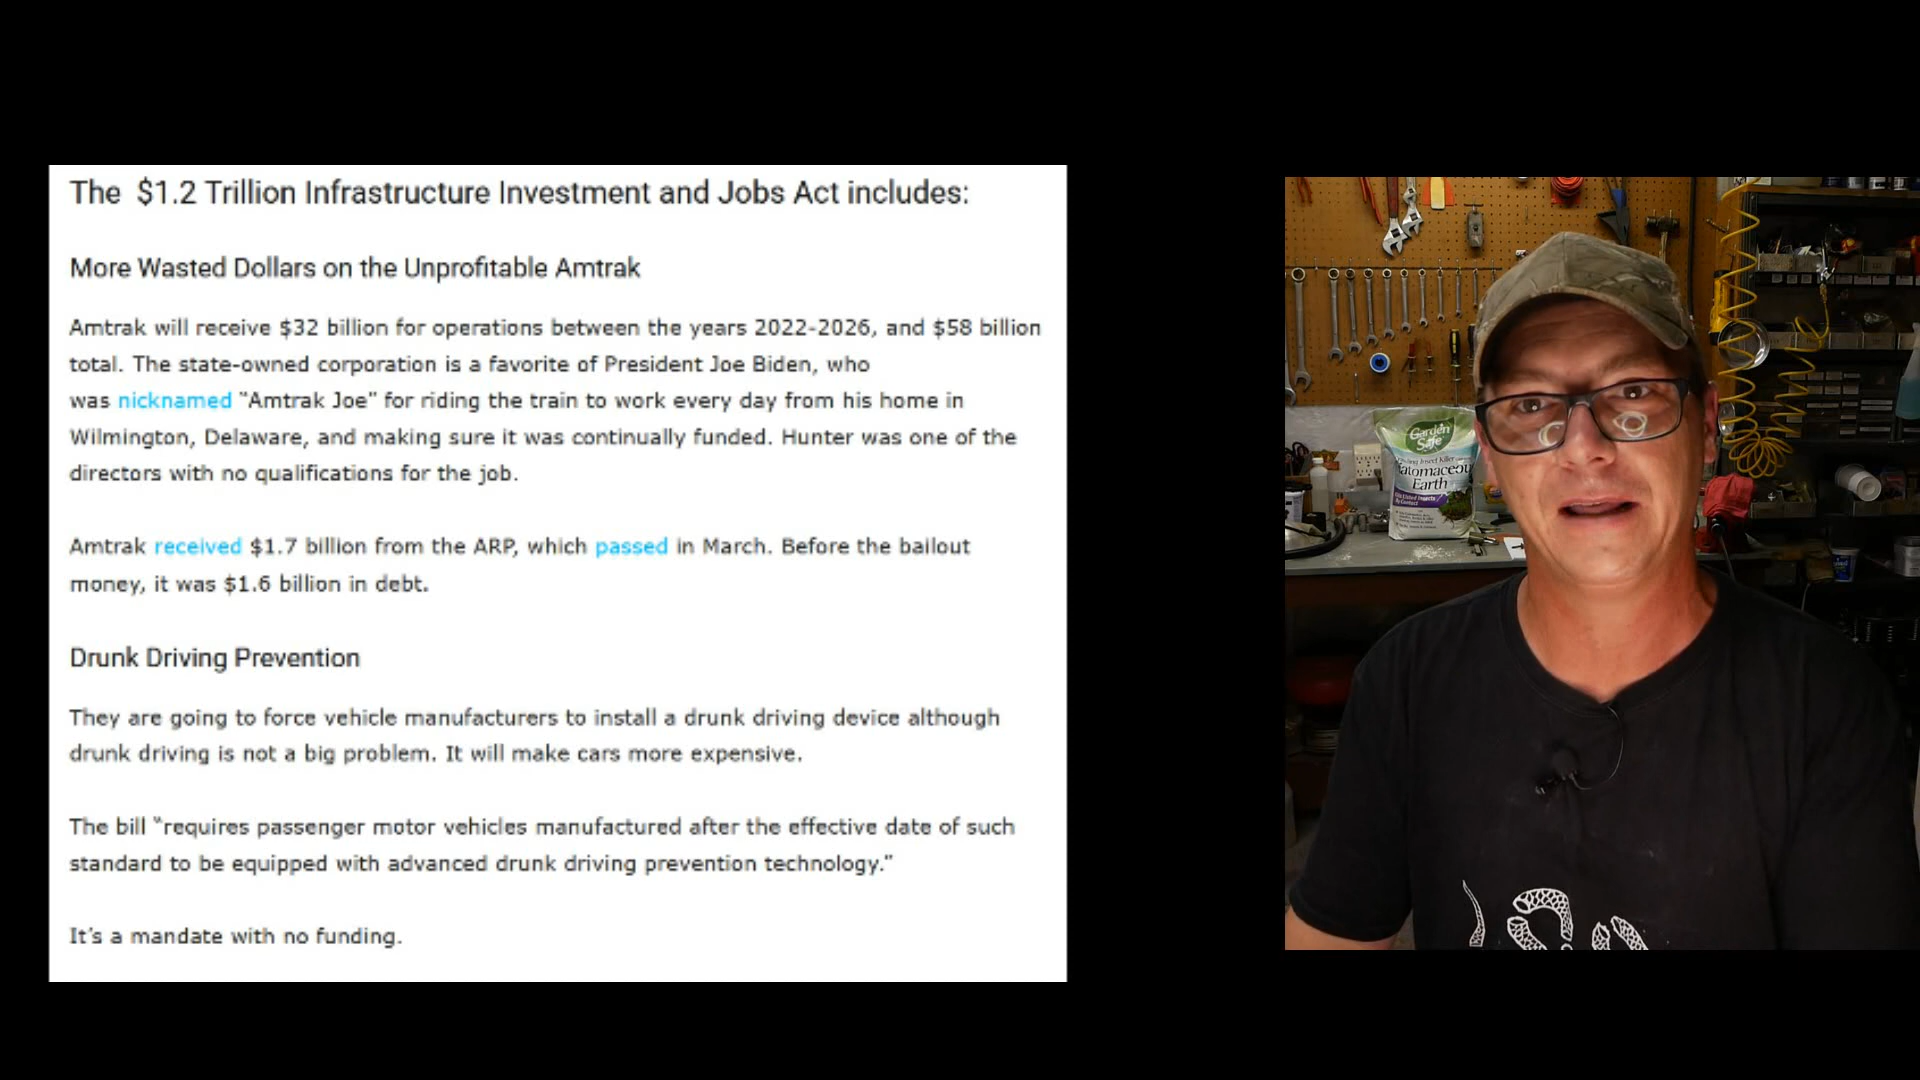 The $1.2 Trillion Infrastructure Investment and Jobs Act includes:
More Wasted Dollars on the Unprofitable Amtrak
Amtrak will receive $32 billion for operations between the years 2022-2026, and $58 billion
total. The state-owned corporation is a favorite of President Joe Biden, who
was nicknamed “Amtrak Joe” for riding the train to work every day from his home in
Wilmington, Delaware, and making sure it was continually funded. Hunter was one of the
directors with no qualifications for the job.
Amtrak received $1.7 billion from the ARP, which passed in March. Before the bailout
money, it was $1.6 billion in debt.
Drunk Driving Prevention
They are going to force vehicle manufacturers to install a drunk driving device although
drunk driving is not a big problem. It will make cars more expensive.
The bill “requires passenger motor vehicles manufactured after the effective date of such
standard to be equipped with advanced drunk driving prevention technology.”
It’s a mandate with no funding.
Garden
Safe
Insect Killer
Earth